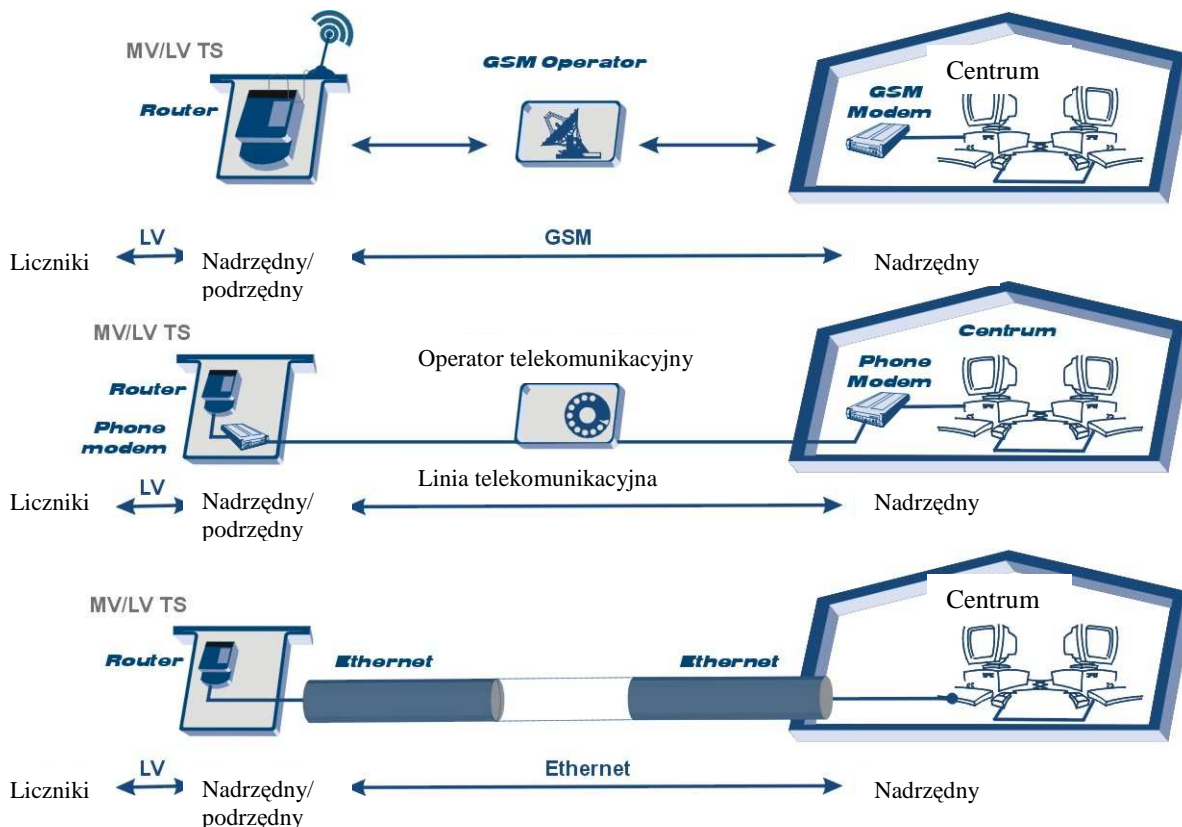 MV/LV TS
GSM Operator
Centrum
Router
GSM
Modem
LV
GSM
Liczniki
Nadrzędny/
podrzędny
Nadrzędny
MV/LV TS
Centrum
Operator telekomunikacyjny
Router
Phone
Modem
Phone
modem
Linia telekomunikacyjna
LV
Liczniki
Nadrzędny/
podrzędny
Nadrzędny
MV/LV TS
Centrum
Router
Ethernet
Ethernet
LV
Ethernet
Liczniki
Nadrzędny/
podrzędny
Nadrzędny